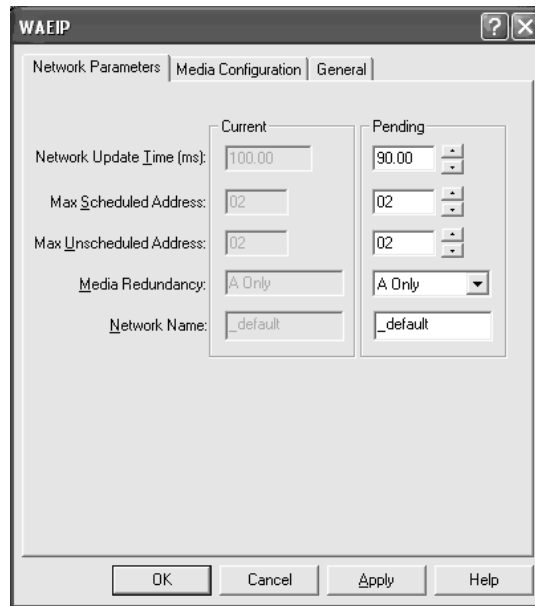 WAEIP
Network Parameters Media Configuration General
Current Pending
Network Update Time (ms): 100.00 90.00
Max Scheduled Address: 02 02
Max Unscheduled Address: 02 02
Media Redundancy: A Only A Only
Network Name: _default _default
OK Cancel Apply Help